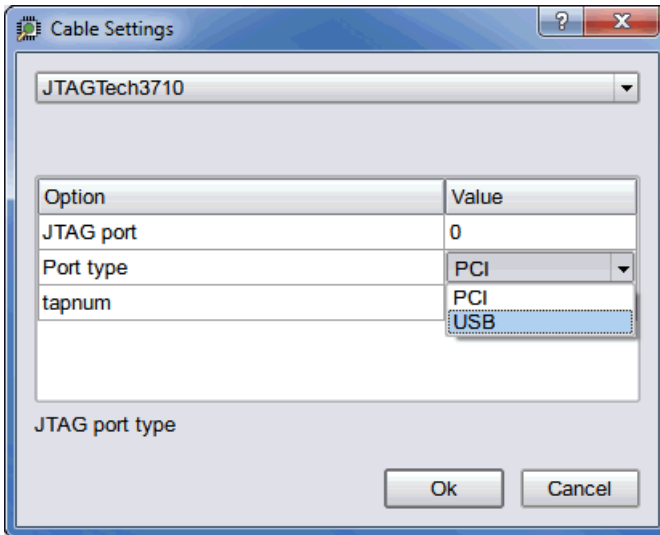 Cable Settings
?
X
JTAGTech3710
Option Value
JTAG port 0
Port type PCI
tapnum PCI
USB
JTAG port type
Ok Cancel